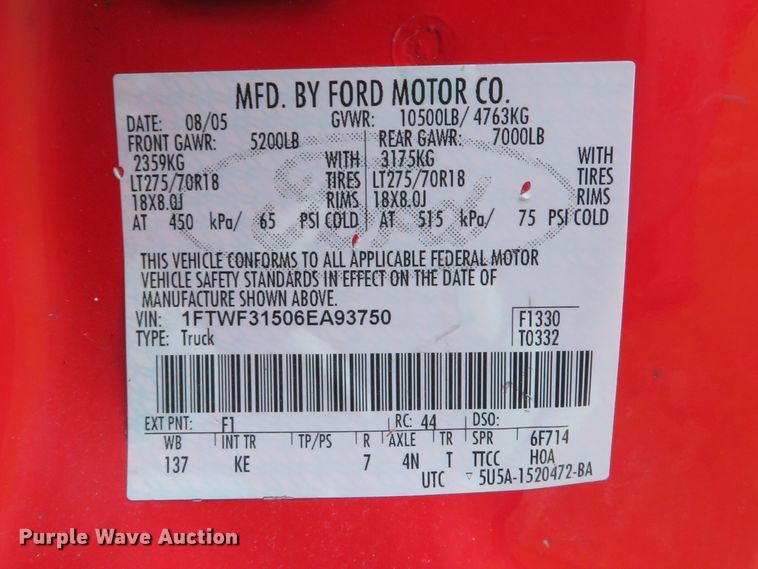 MFD. BY FORD MOTOR CO.
DATE: 08/05 GVWR: 10500LB/ 4763KG
FRONT GAWR: 5200LB REAR GAWR: 7000LB
2359KG WITH 3175KG WITH
LT275/70R18 TIRES LT275/70R18 TIRES
18X8.0J RIMS 18X8.0J RIMS
AT 450 kPa/ 65 PSI COLD AT 515 kPa/ 75 PSI COLD
Ford
THIS VEHICLE CONFORMS TO ALL APPLICABLE FEDERAL MOTOR
VEHICLE SAFETY STANDARDS IN EFFECT ON THE DATE OF
MANUFACTURE SHOWN ABOVE.
VIN: 1FTWF31506EA93750 F1330
TYPE: Truck T0332
EXT PNT: F1 RC: 44 DSO:
WB INT TR TP/PS R AXLE TR SPR 6F714
137 KE 7 4N T TTCC H0A
UTC ▽ 5U5A-1520472-BA
Purple Wave Auction